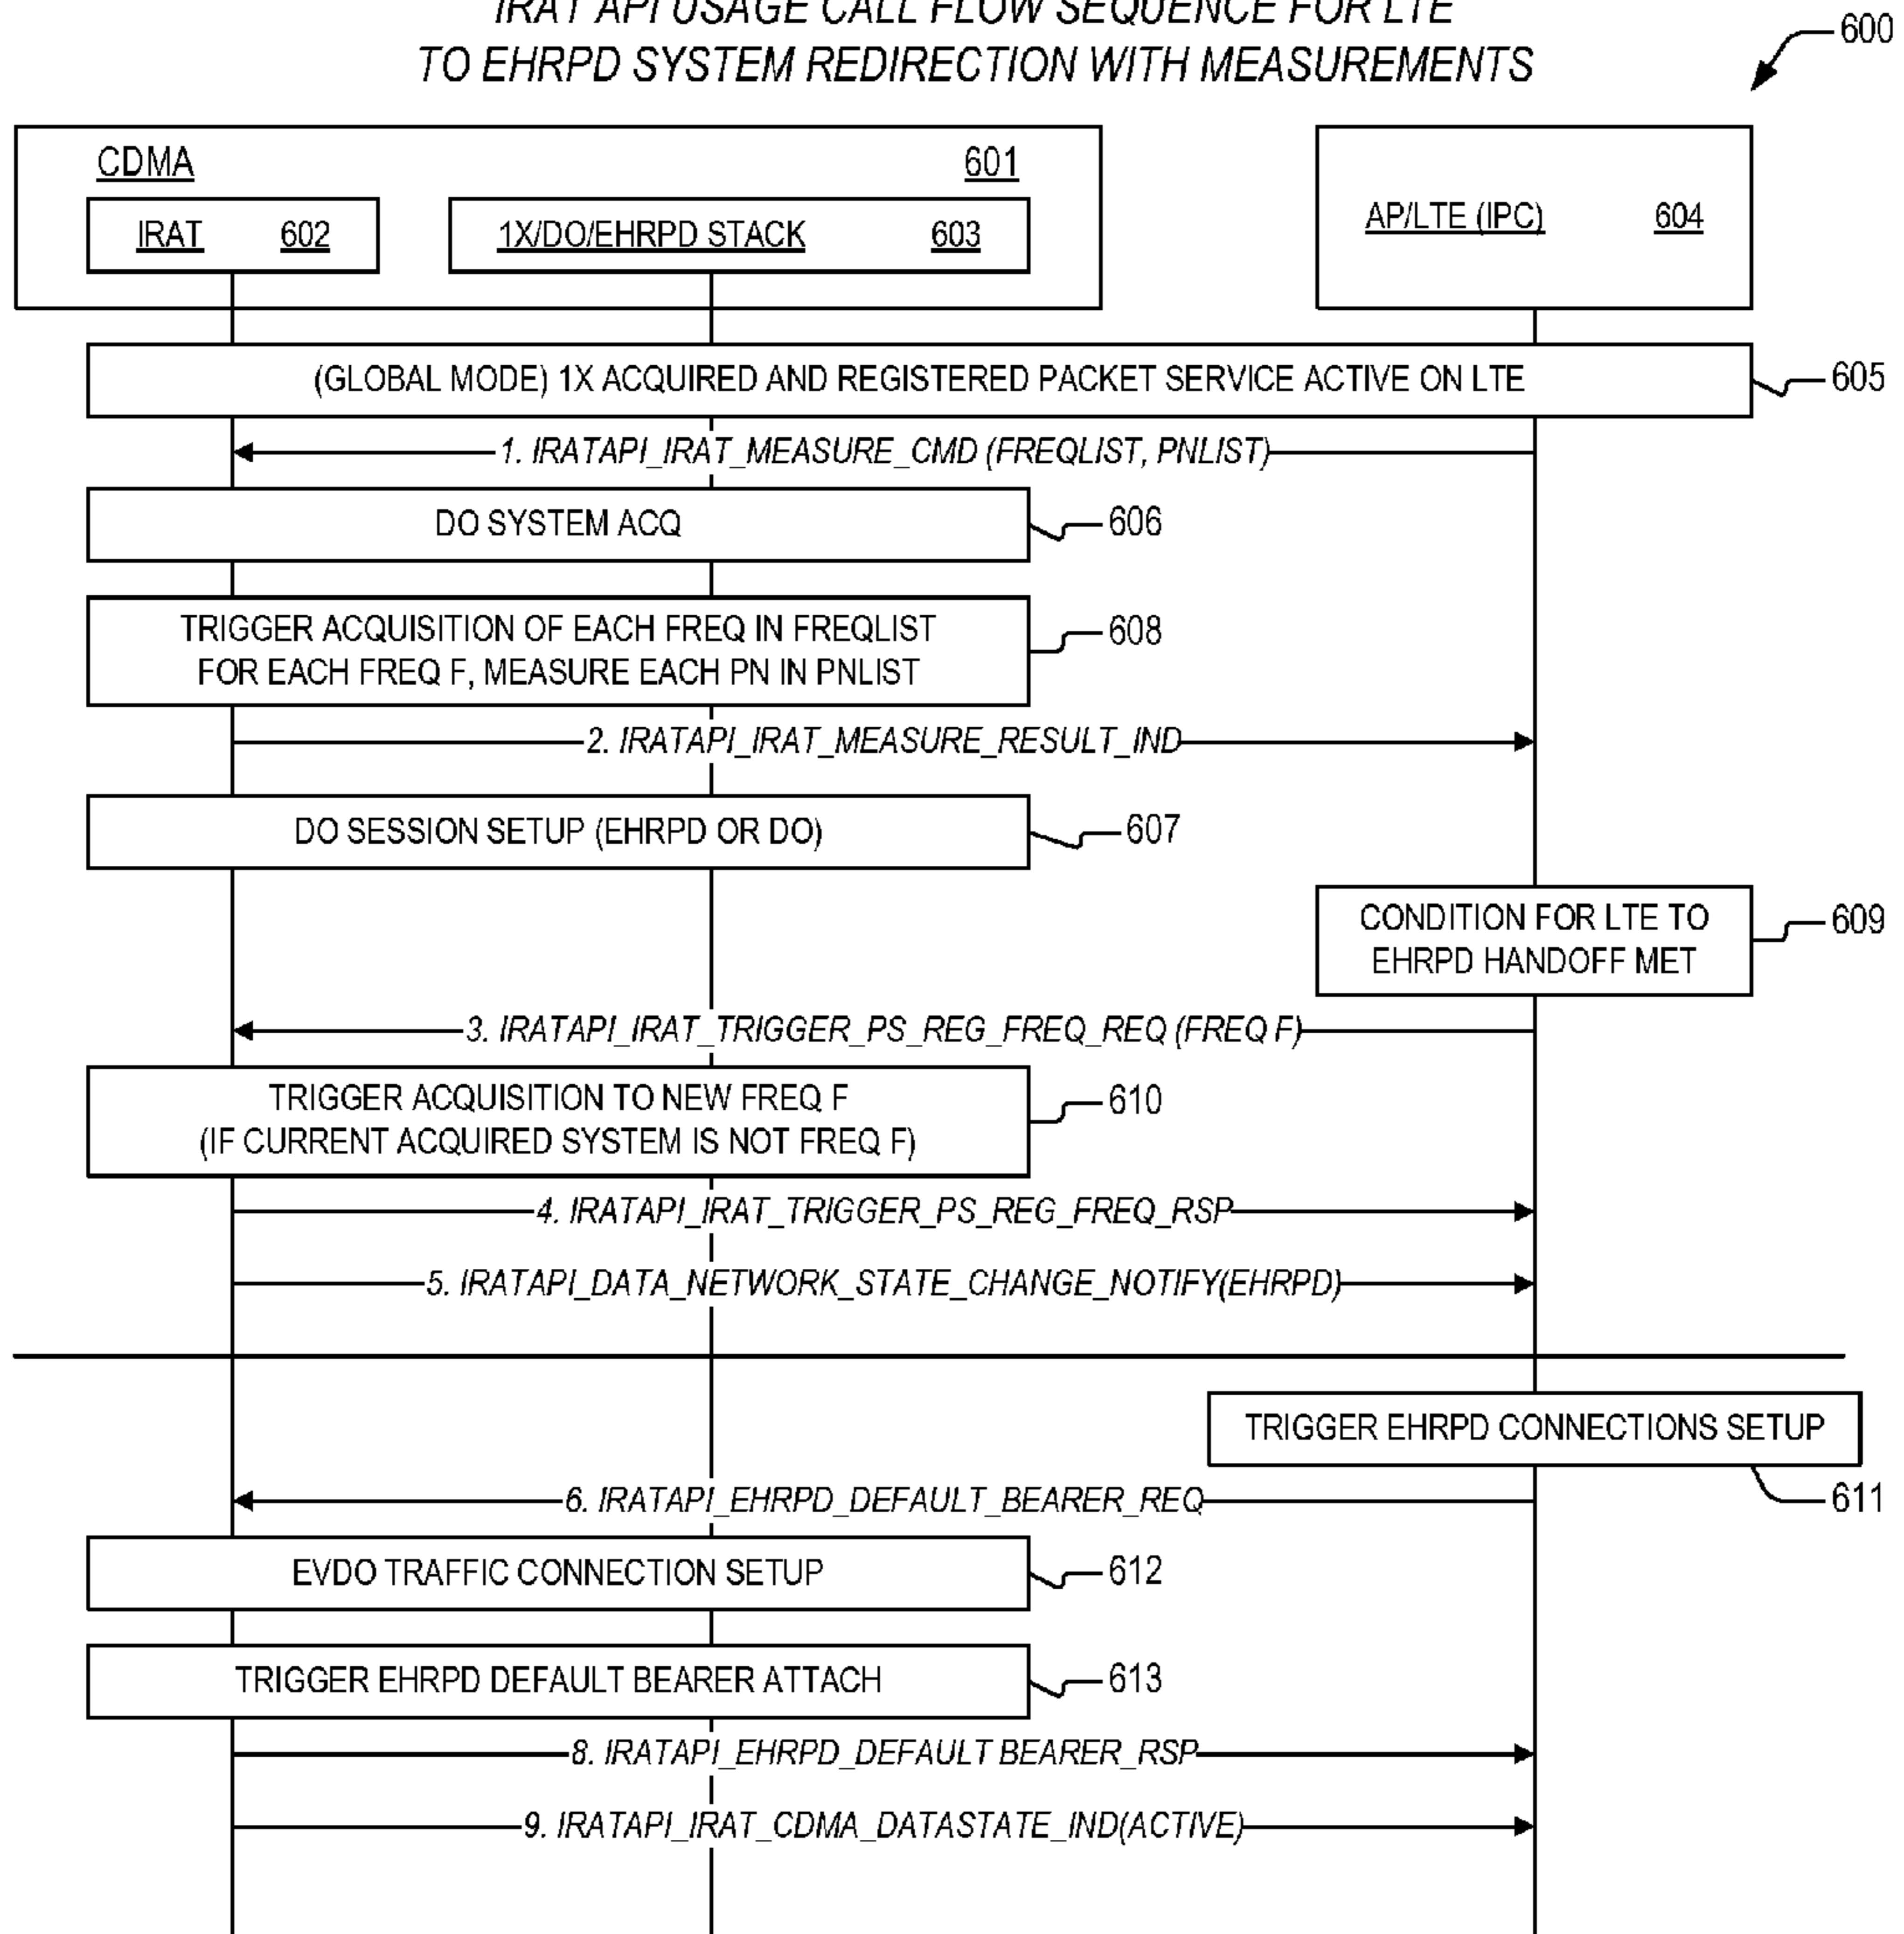 IRAT API USAGE CALL FLOW SEQUENCE FOR LTE
TO EHRPD SYSTEM REDIRECTION WITH MEASUREMENTS
600
CDMA 601
IRAT 602
1X/DO/EHRPD STACK 603
AP/LTE (IPC) 604
(GLOBAL MODE) 1X ACQUIRED AND REGISTERED PACKET SERVICE ACTIVE ON LTE
605
1. IRATAPI_IRAT_MEASURE_CMD (FREQLIST, PNLIST)
DO SYSTEM ACQ
606
TRIGGER ACQUISITION OF EACH FREQ IN FREQLIST
FOR EACH FREQ F, MEASURE EACH PN IN PNLIST
608
2. IRATAPI_IRAT_MEASURE_RESULT_IND
DO SESSION SETUP (EHRPD OR DO)
607
CONDITION FOR LTE TO
EHRPD HANDOFF MET
609
3. IRATAPI_IRAT_TRIGGER_PS_REG_FREQ_REQ (FREQ F)
TRIGGER ACQUISITION TO NEW FREQ F
(IF CURRENT ACQUIRED SYSTEM IS NOT FREQ F)
610
4. IRATAPI_IRAT_TRIGGER_PS_REG_FREQ_RSP
5. IRATAPI_DATA_NETWORK_STATE_CHANGE_NOTIFY(EHRPD)
TRIGGER EHRPD CONNECTIONS SETUP
611
6. IRATAPI_EHRPD_DEFAULT_BEARER_REQ
EVDO TRAFFIC CONNECTION SETUP
612
TRIGGER EHRPD DEFAULT BEARER ATTACH
613
8. IRATAPI_EHRPD_DEFAULT BEARER_RSP
9. IRATAPI_IRAT_CDMA_DATASTATE_IND(ACTIVE)